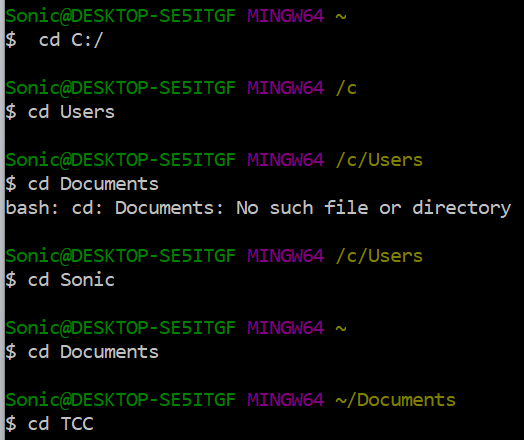 Sonic@DESKTOP-SE5ITGF MINGW64 ~
$  cd C:/
Sonic@DESKTOP-SE5ITGF MINGW64 /c
$ cd Users
Sonic@DESKTOP-SE5ITGF MINGW64 /c/Users
$ cd Documents
bash: cd: Documents: No such file or directory
Sonic@DESKTOP-SE5ITGF MINGW64 /c/Users
$ cd Sonic
Sonic@DESKTOP-SE5ITGF MINGW64 ~
$ cd Documents
Sonic@DESKTOP-SE5ITGF MINGW64 ~/Documents
$ cd TCC